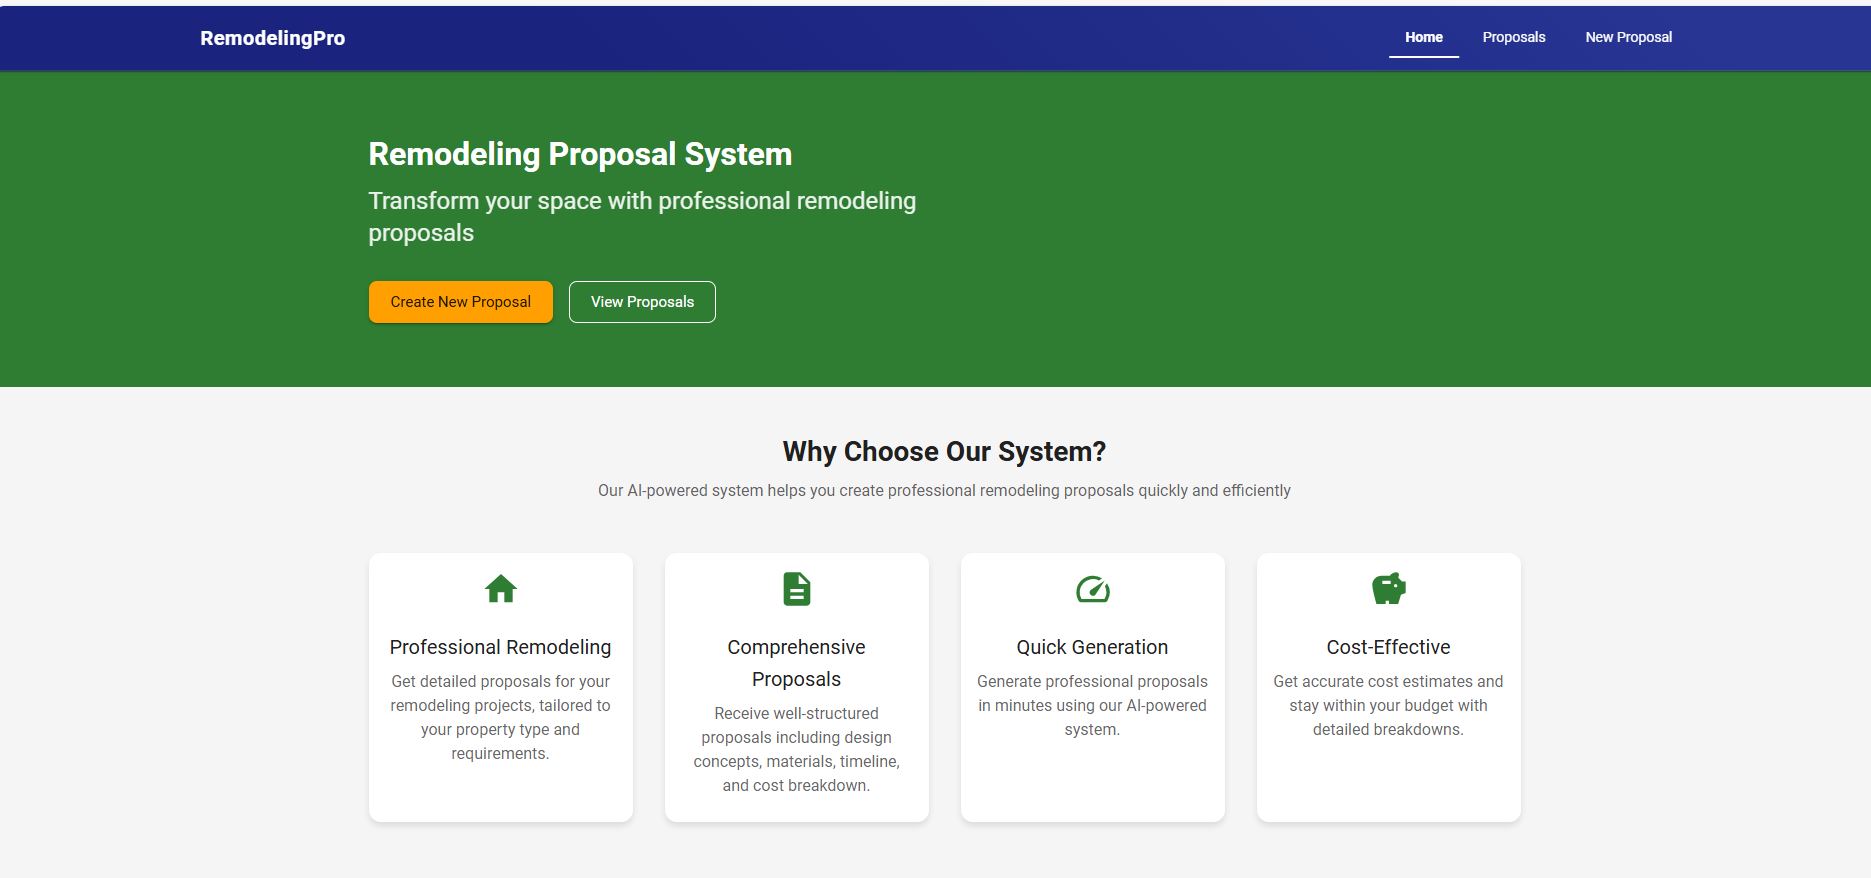 RemodelingPro
Home
Proposals
New Proposal
Remodeling Proposal System
Transform your space with professional remodeling
proposals
Create New Proposal
View Proposals
Why Choose Our System?
Our AI-powered system helps you create professional remodeling proposals quickly and efficiently
Professional Remodeling
Get detailed proposals for your
remodeling projects, tailored to
your property type and
requirements.
Comprehensive
Proposals
Receive well-structured
proposals including design
concepts, materials, timeline,
and cost breakdown.
Quick Generation
Generate professional proposals
in minutes using our AI-powered
system.
Cost-Effective
Get accurate cost estimates and
stay within your budget with
detailed breakdowns.